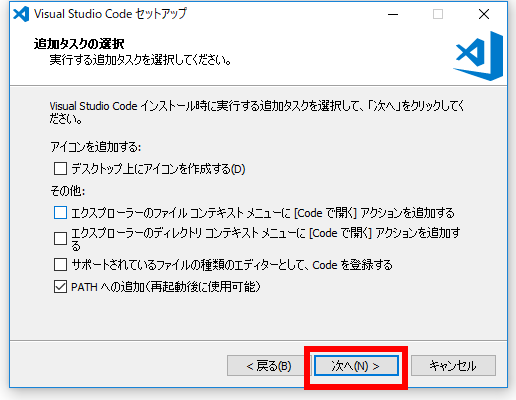 Visual Studio Code セットアップ
追加タスクの選択
実行する追加タスクを選択してください。
Visual Studio Code インストール時に実行する追加タスクを選択して、「次へ」をクリックしてく
ださい。
アイコンを追加する:
デスクトップ上にアイコンを作成する(D)
その他:
エクスプローラーのファイル コンテキスト メニューに [Code で開く] アクションを追加する
エクスプローラーのディレクトリ コンテキスト メニューに [Code で開く] アクションを追加す
る
サポートされているファイルの種類のエディターとして、Code を登録する
PATH への追加（再起動後に使用可能）
< 戻る(B)
次へ(N) >
キャンセル